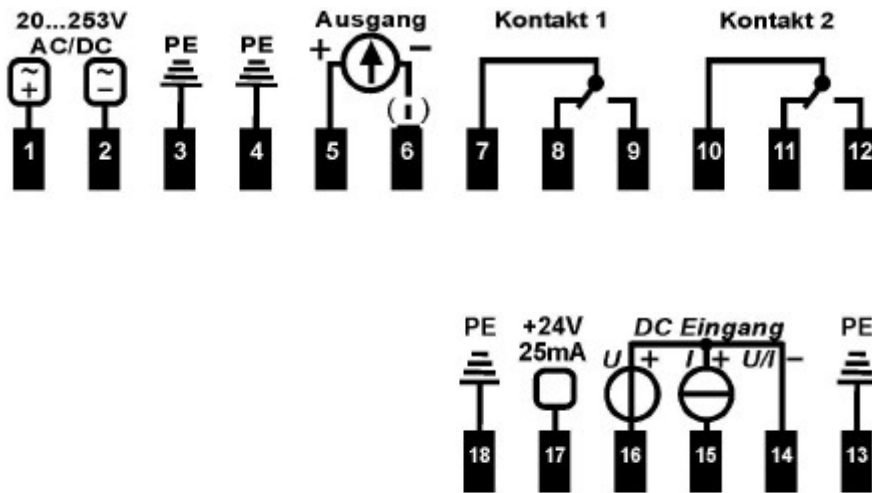 20...253V
AC/DC
PE
PE
Ausgang
Kontakt 1
Kontakt 2
~
+
~
−
+
−
( )
1
2
3
4
5
6
7
8
9
10
11
12
PE
+24V
25mA
DC Eingang
U + I + U/I −
PE
18
17
16
15
14
13